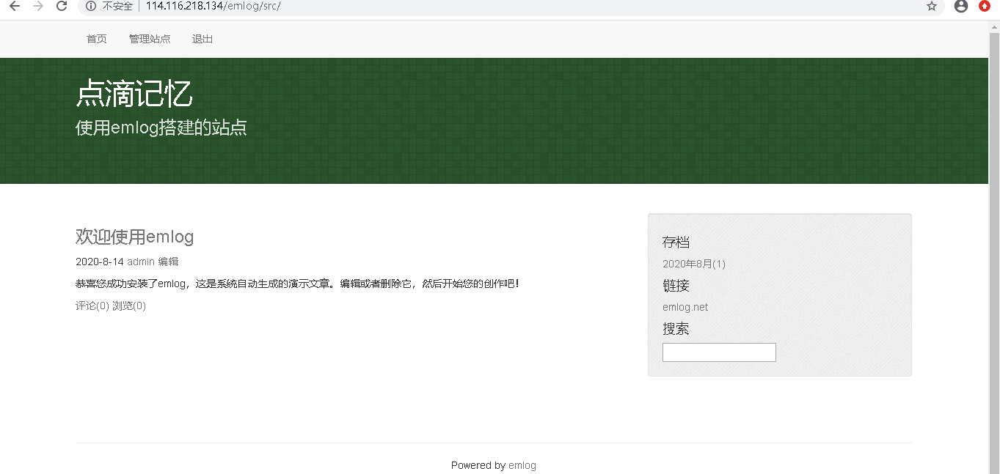 不安全 114.116.218.134/emlog/src/
首页 管理站点 退出
点滴记忆
使用emlog搭建的站点
欢迎使用emlog
2020-8-14 admin 编辑
恭喜您成功安装了emlog，这是系统自动生成的演示文章。编辑或者删除它，然后开始您的创作吧！
评论(0) 浏览(0)
存档
2020年8月(1)
链接
emlog.net
搜索
Powered by emlog